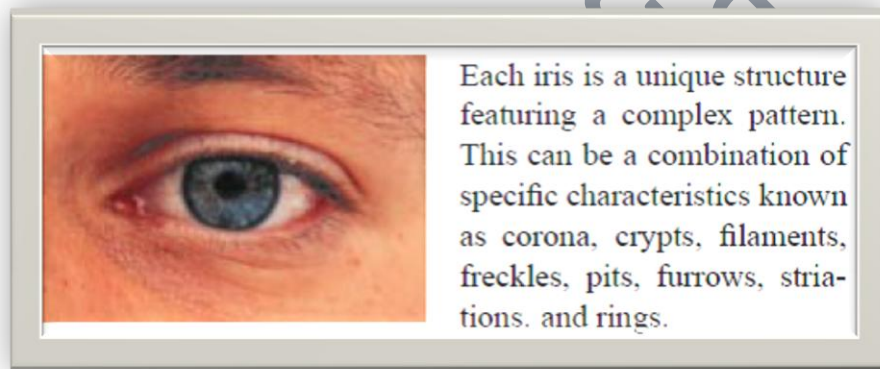 Each iris is a unique structure
featuring a complex pattern.
This can be a combination of
specific characteristics known
as corona, crypts, filaments,
freckles, pits, furrows, stria-
tions. and rings.